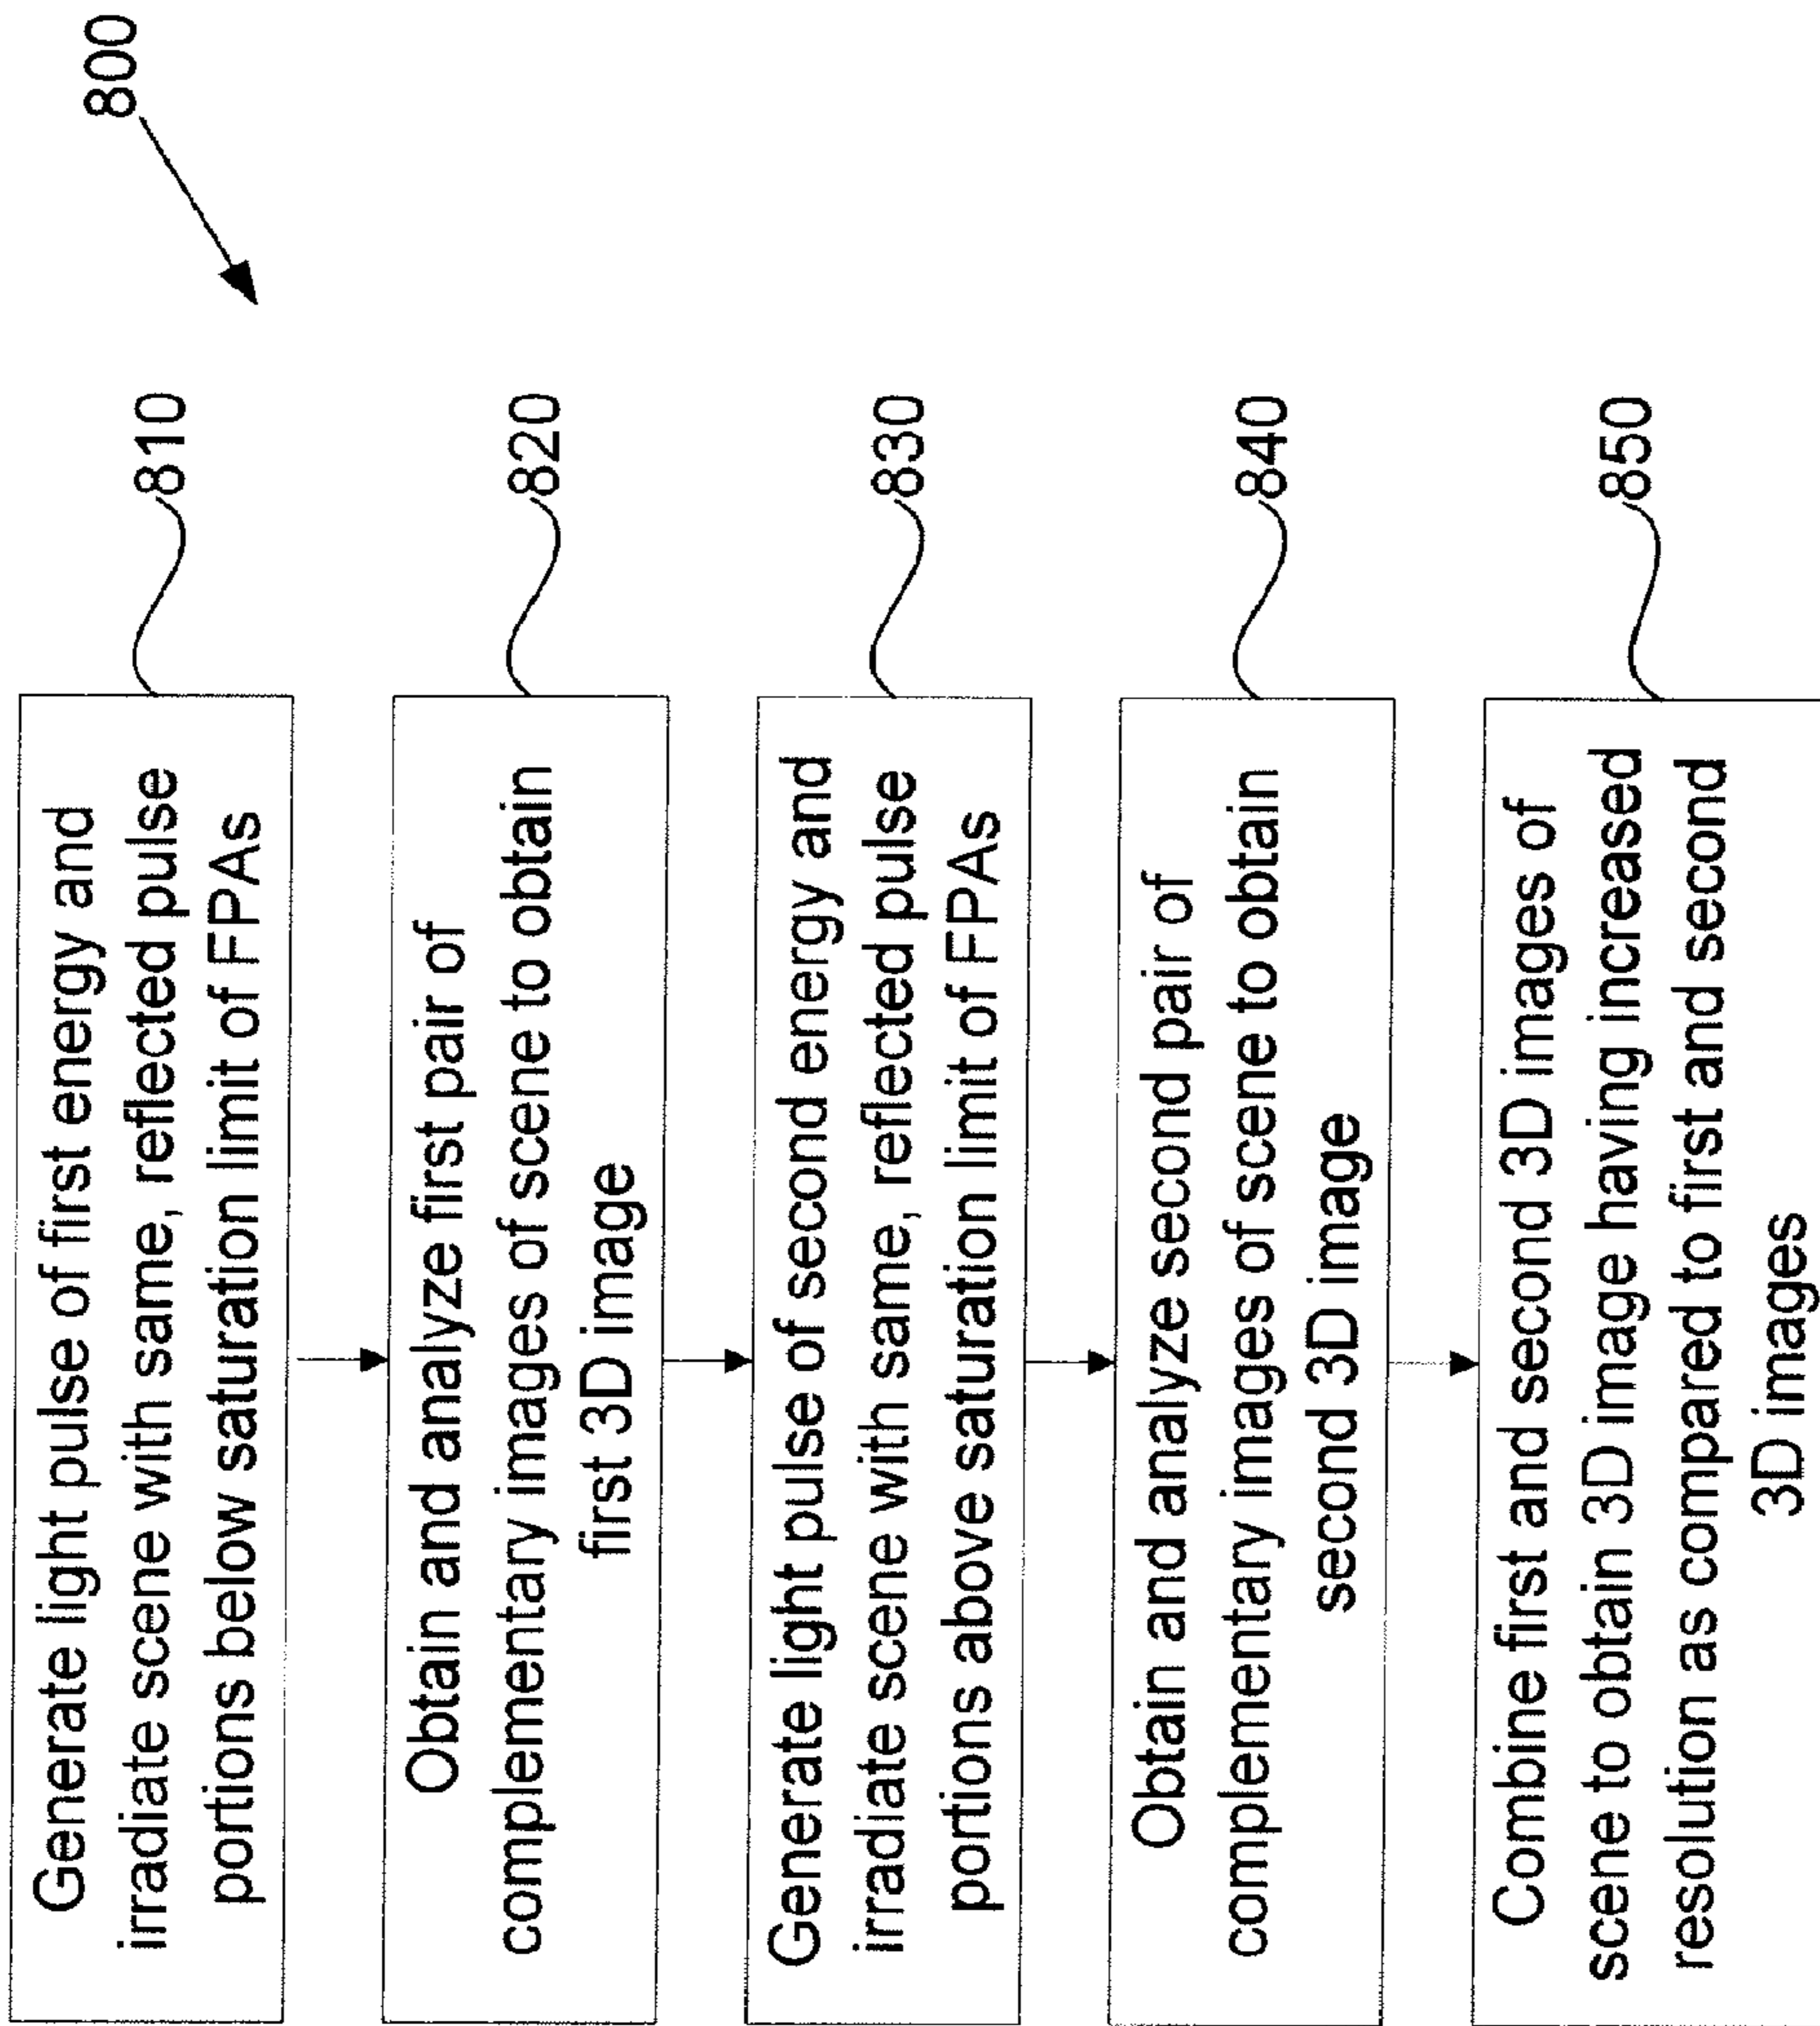 800
Generate light pulse of first energy and
irradiate scene with same, reflected pulse
portions below saturation limit of FPAs
810
Obtain and analyze first pair of
complementary images of scene to obtain
first 3D image
820
Generate light pulse of second energy and
irradiate scene with same, reflected pulse
portions above saturation limit of FPAs
830
Obtain and analyze second pair of
complementary images of scene to obtain
second 3D image
840
Combine first and second 3D images of
scene to obtain 3D image having increased
resolution as compared to first and second
3D images
850